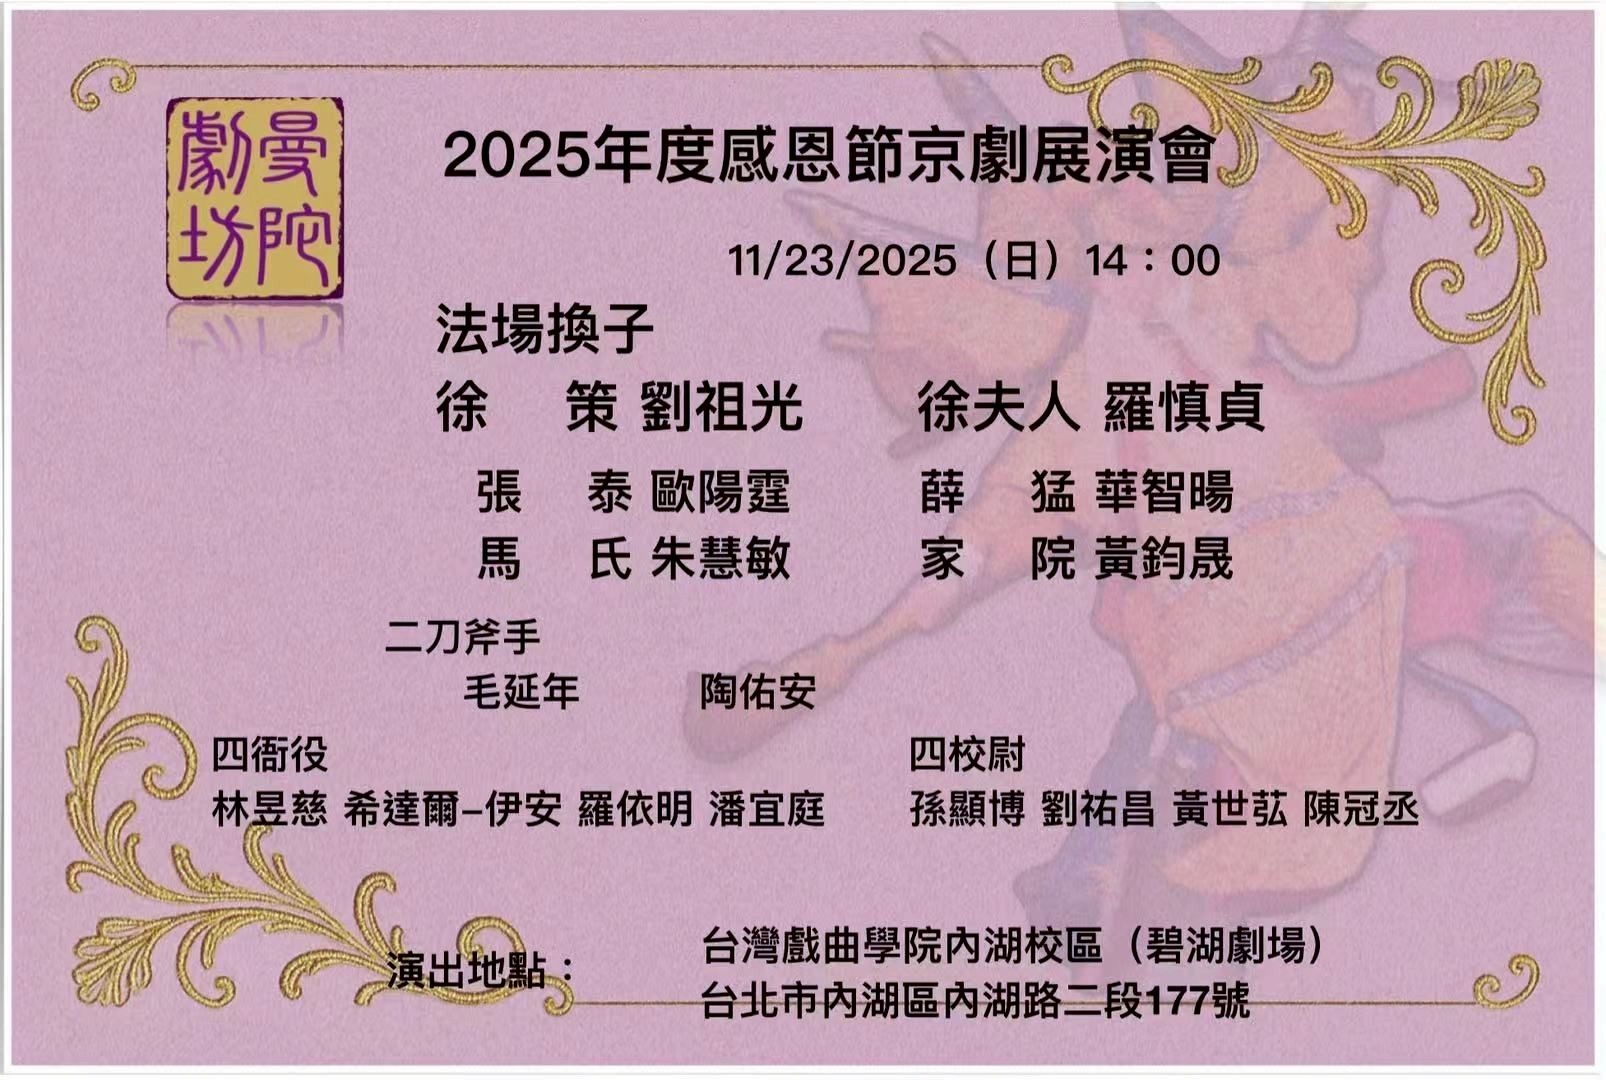 曼陀
劇坊
2025年度感恩節京劇展演會
11/23/2025（日）14：00
法場換子
徐 策 劉祖光 徐夫人 羅慎貞
張 泰 歐陽霆 薛 猛 華智暘
馬 氏 朱慧敏 家 院 黃鈞晟
二刀斧手
毛延年 陶佑安
四衙役 四校尉
林昱慈 希達爾–伊安 羅依明 潘宜庭 孫顯博 劉祐昌 黃世苰 陳冠丞
演出地點： 台灣戲曲學院內湖校區（碧湖劇場）
台北市內湖區內湖路二段177號